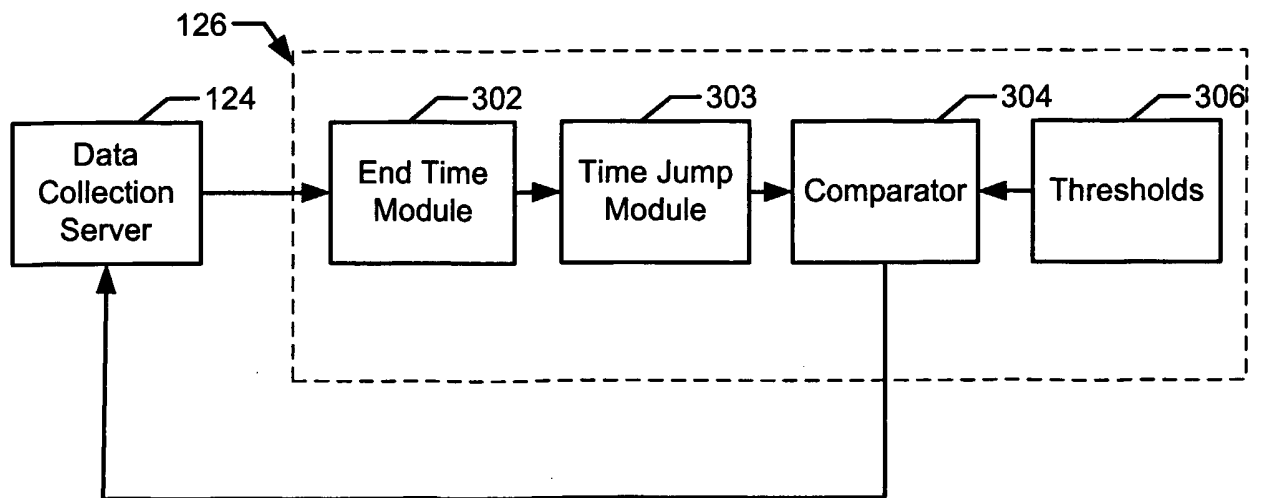 126
124
302
303
304
306
Data
Collection
Server
End Time
Module
Time Jump
Module
Comparator
Thresholds